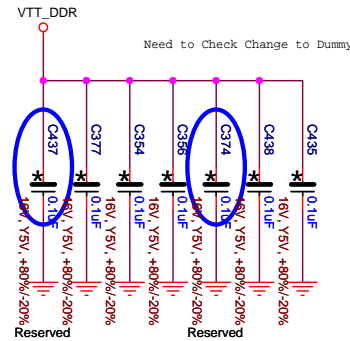 VTT_DDR
Need to Check Change to Dummy
C437
C377
C354
C356
C374
C438
C435
*
*
*
*
*
*
*
0.1uF
0.1uF
0.1uF
0.1uF
0.1uF
0.1uF
0.1uF
16V, Y5V, +80%/-20%
16V, Y5V, +80%/-20%
16V, Y5V, +80%/-20%
16V, Y5V, +80%/-20%
16V, Y5V, +80%/-20%
16V, Y5V, +80%/-20%
16V, Y5V, +80%/-20%
Reserved
Reserved